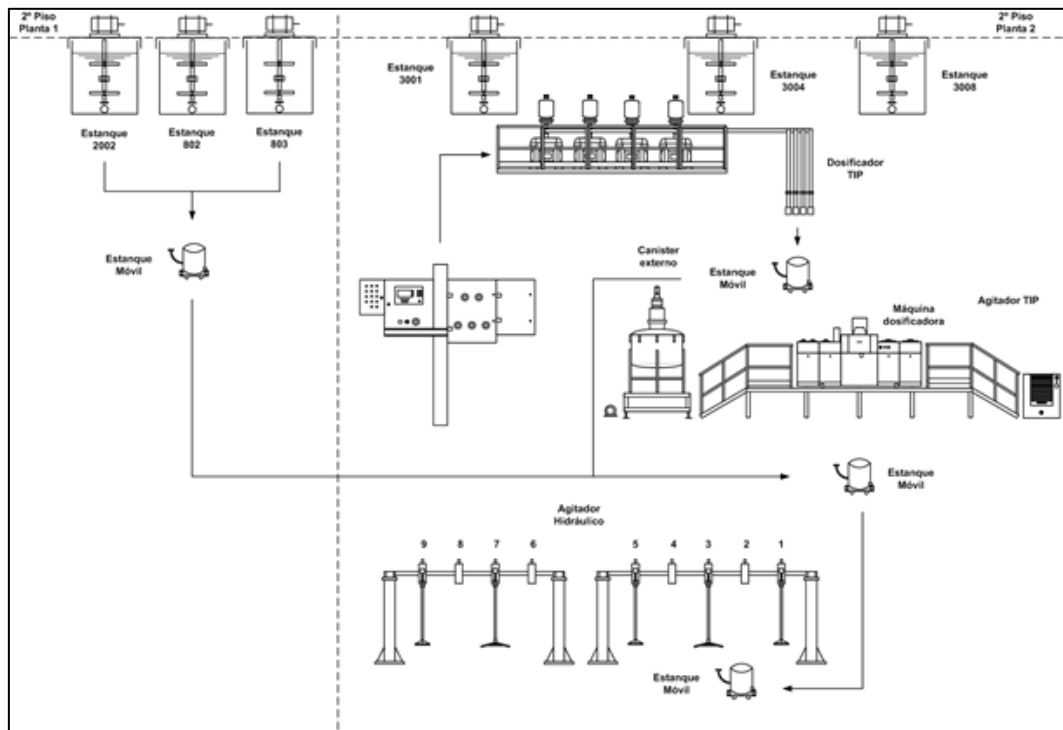 2º Piso
Planta 1
2º Piso
Planta 2
Estanque
3001
Estanque
3004
Estanque
3008
Estanque
2002
Estanque
802
Estanque
803
Dosificador
TIP
Estanque
Móvil
Canister
externo
Estanque
Móvil
Máquina
dosificadora
Agitador TIP
Estanque
Móvil
Agitador
Hidráulico
9 8 7 6 5 4 3 2 1
Estanque
Móvil